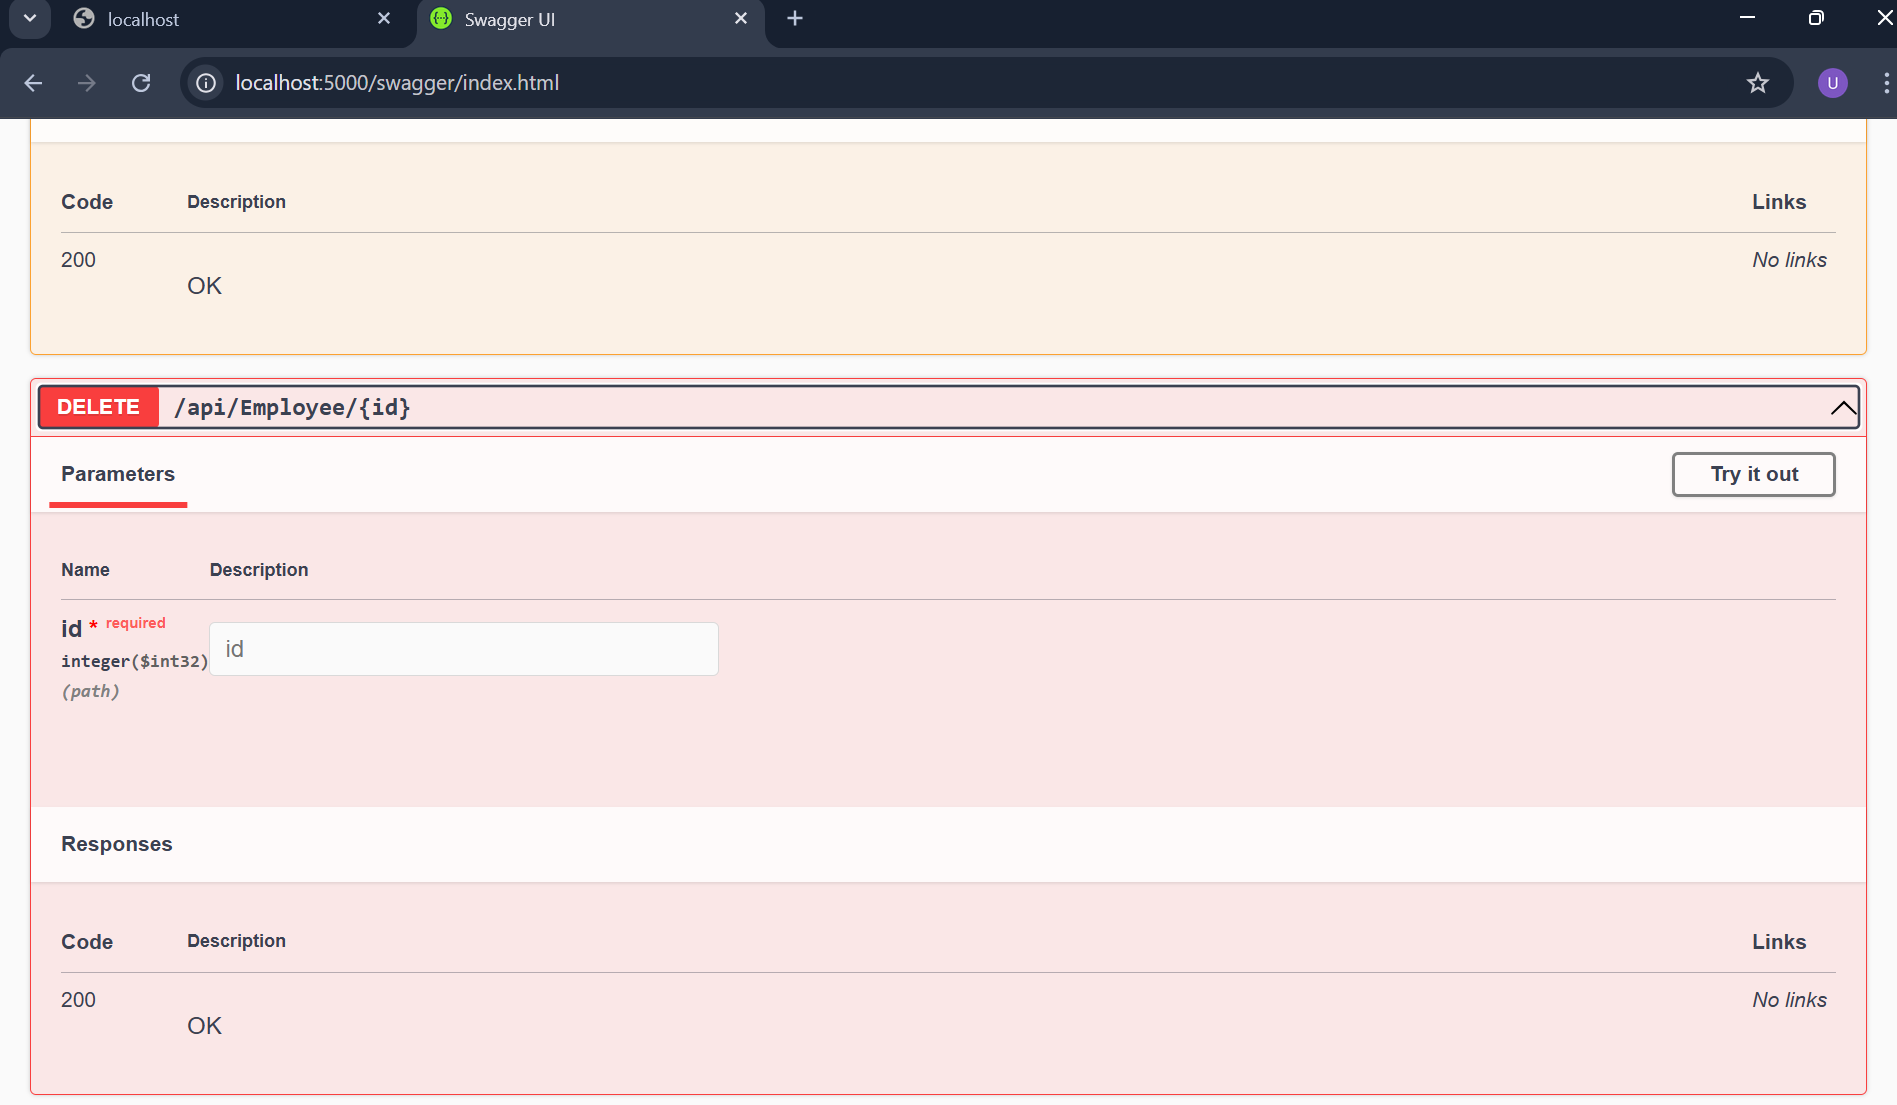 localhost
Swagger UI
localhost:5000/swagger/index.html
U
Code Description Links
200 No links
OK
DELETE /api/Employee/{id}
Parameters Try it out
Name Description
id * required
id
integer($int32)
(path)
Responses
Code Description Links
200 No links
OK